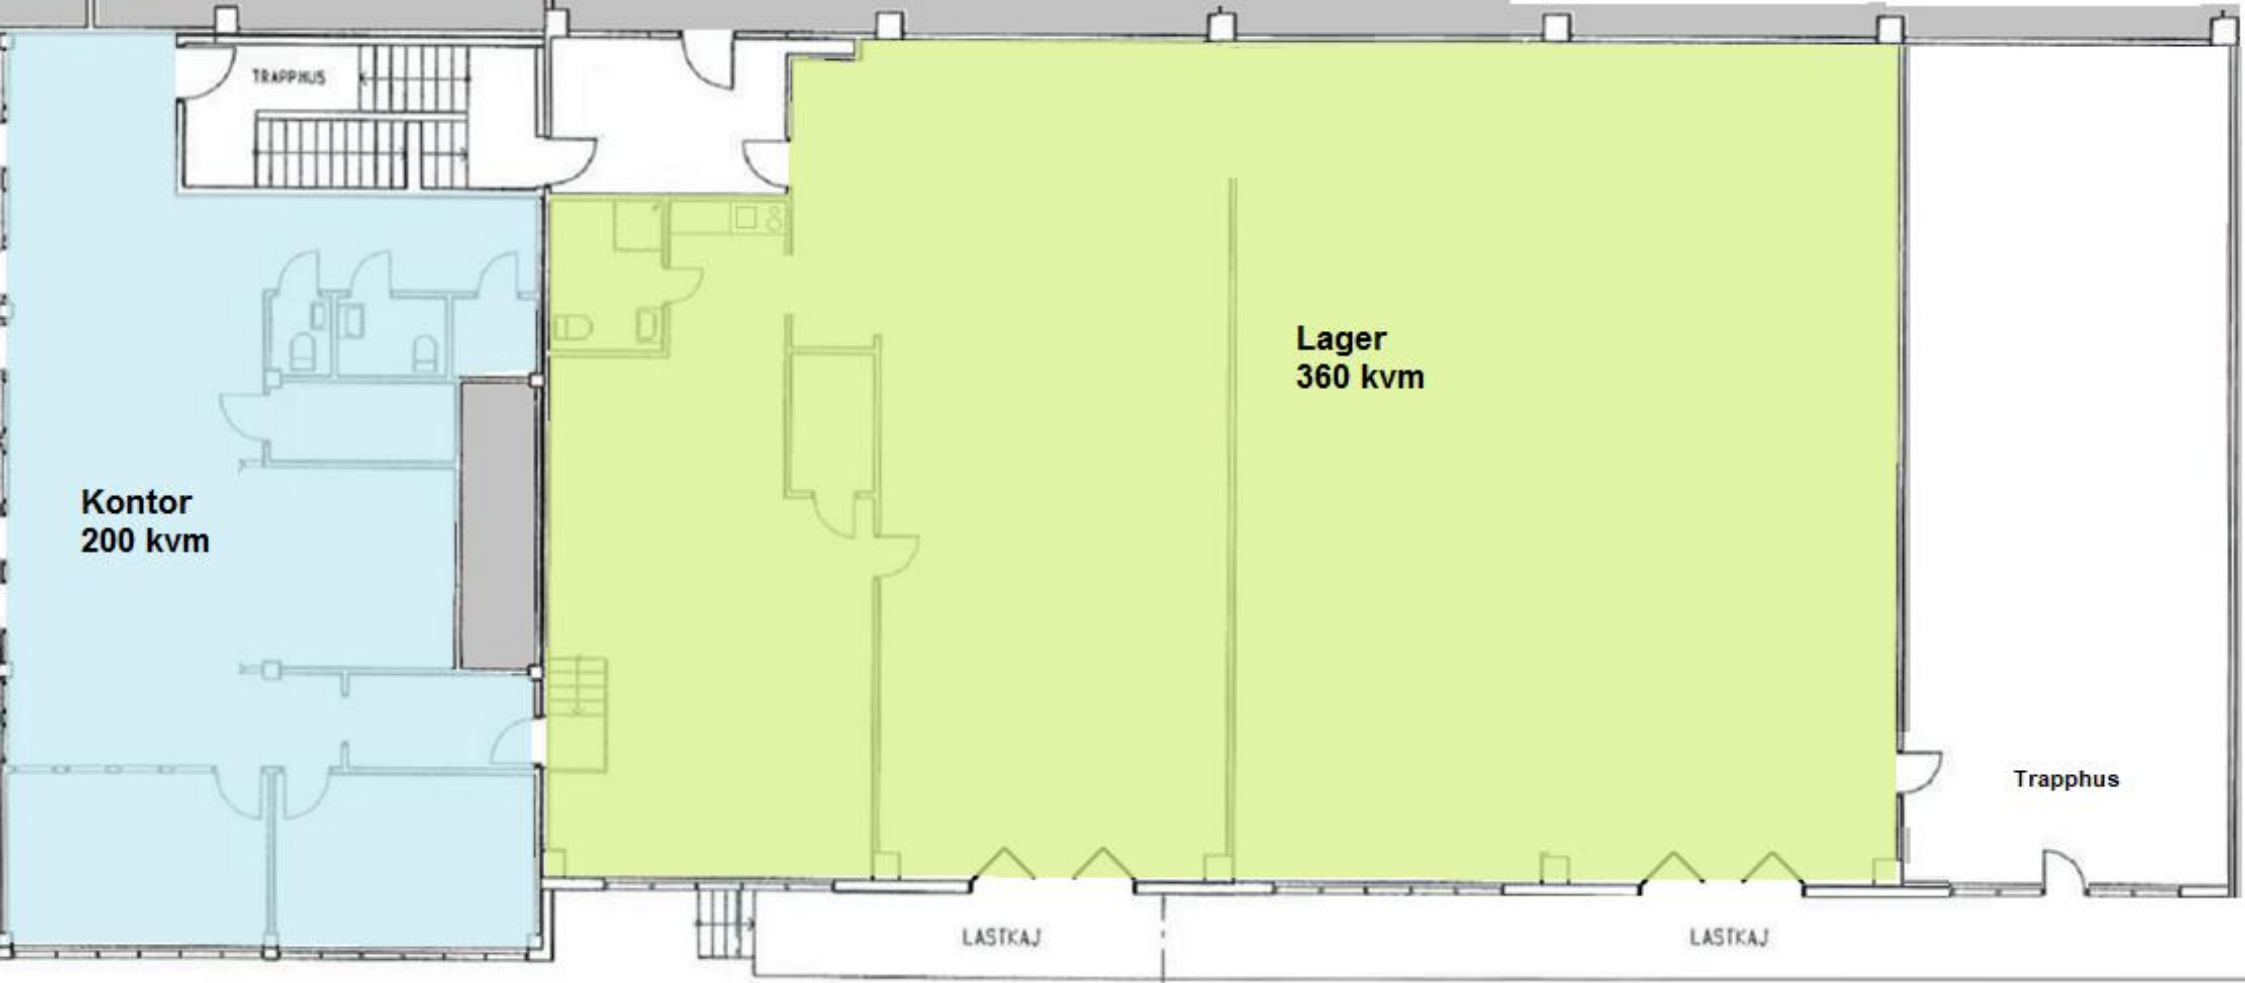 TRAPPHUS
Lager
360 kvm
Kontor
200 kvm
Trapphus
LASTKAJ
LASTKAJ